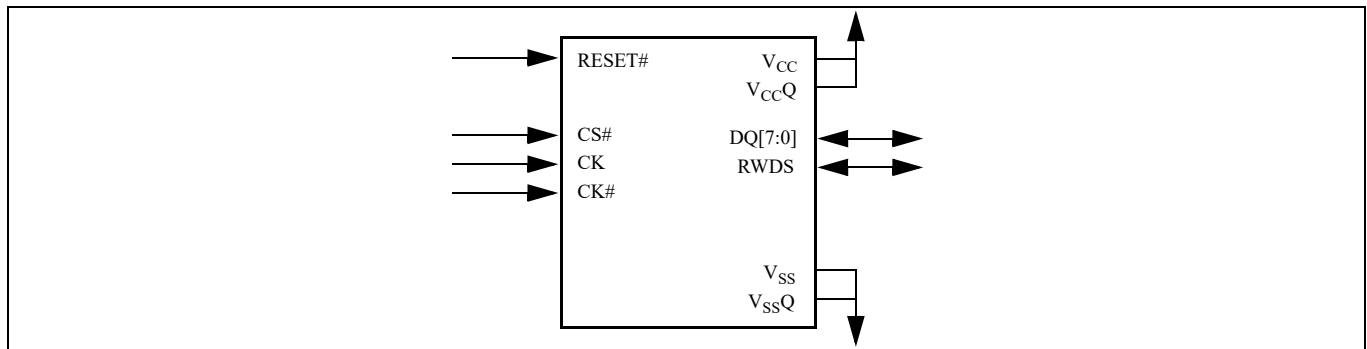 RESET#
CS#
CK
CK#
VCC
VCCQ
DQ[7:0]
RWDS
VSS
VSSQ